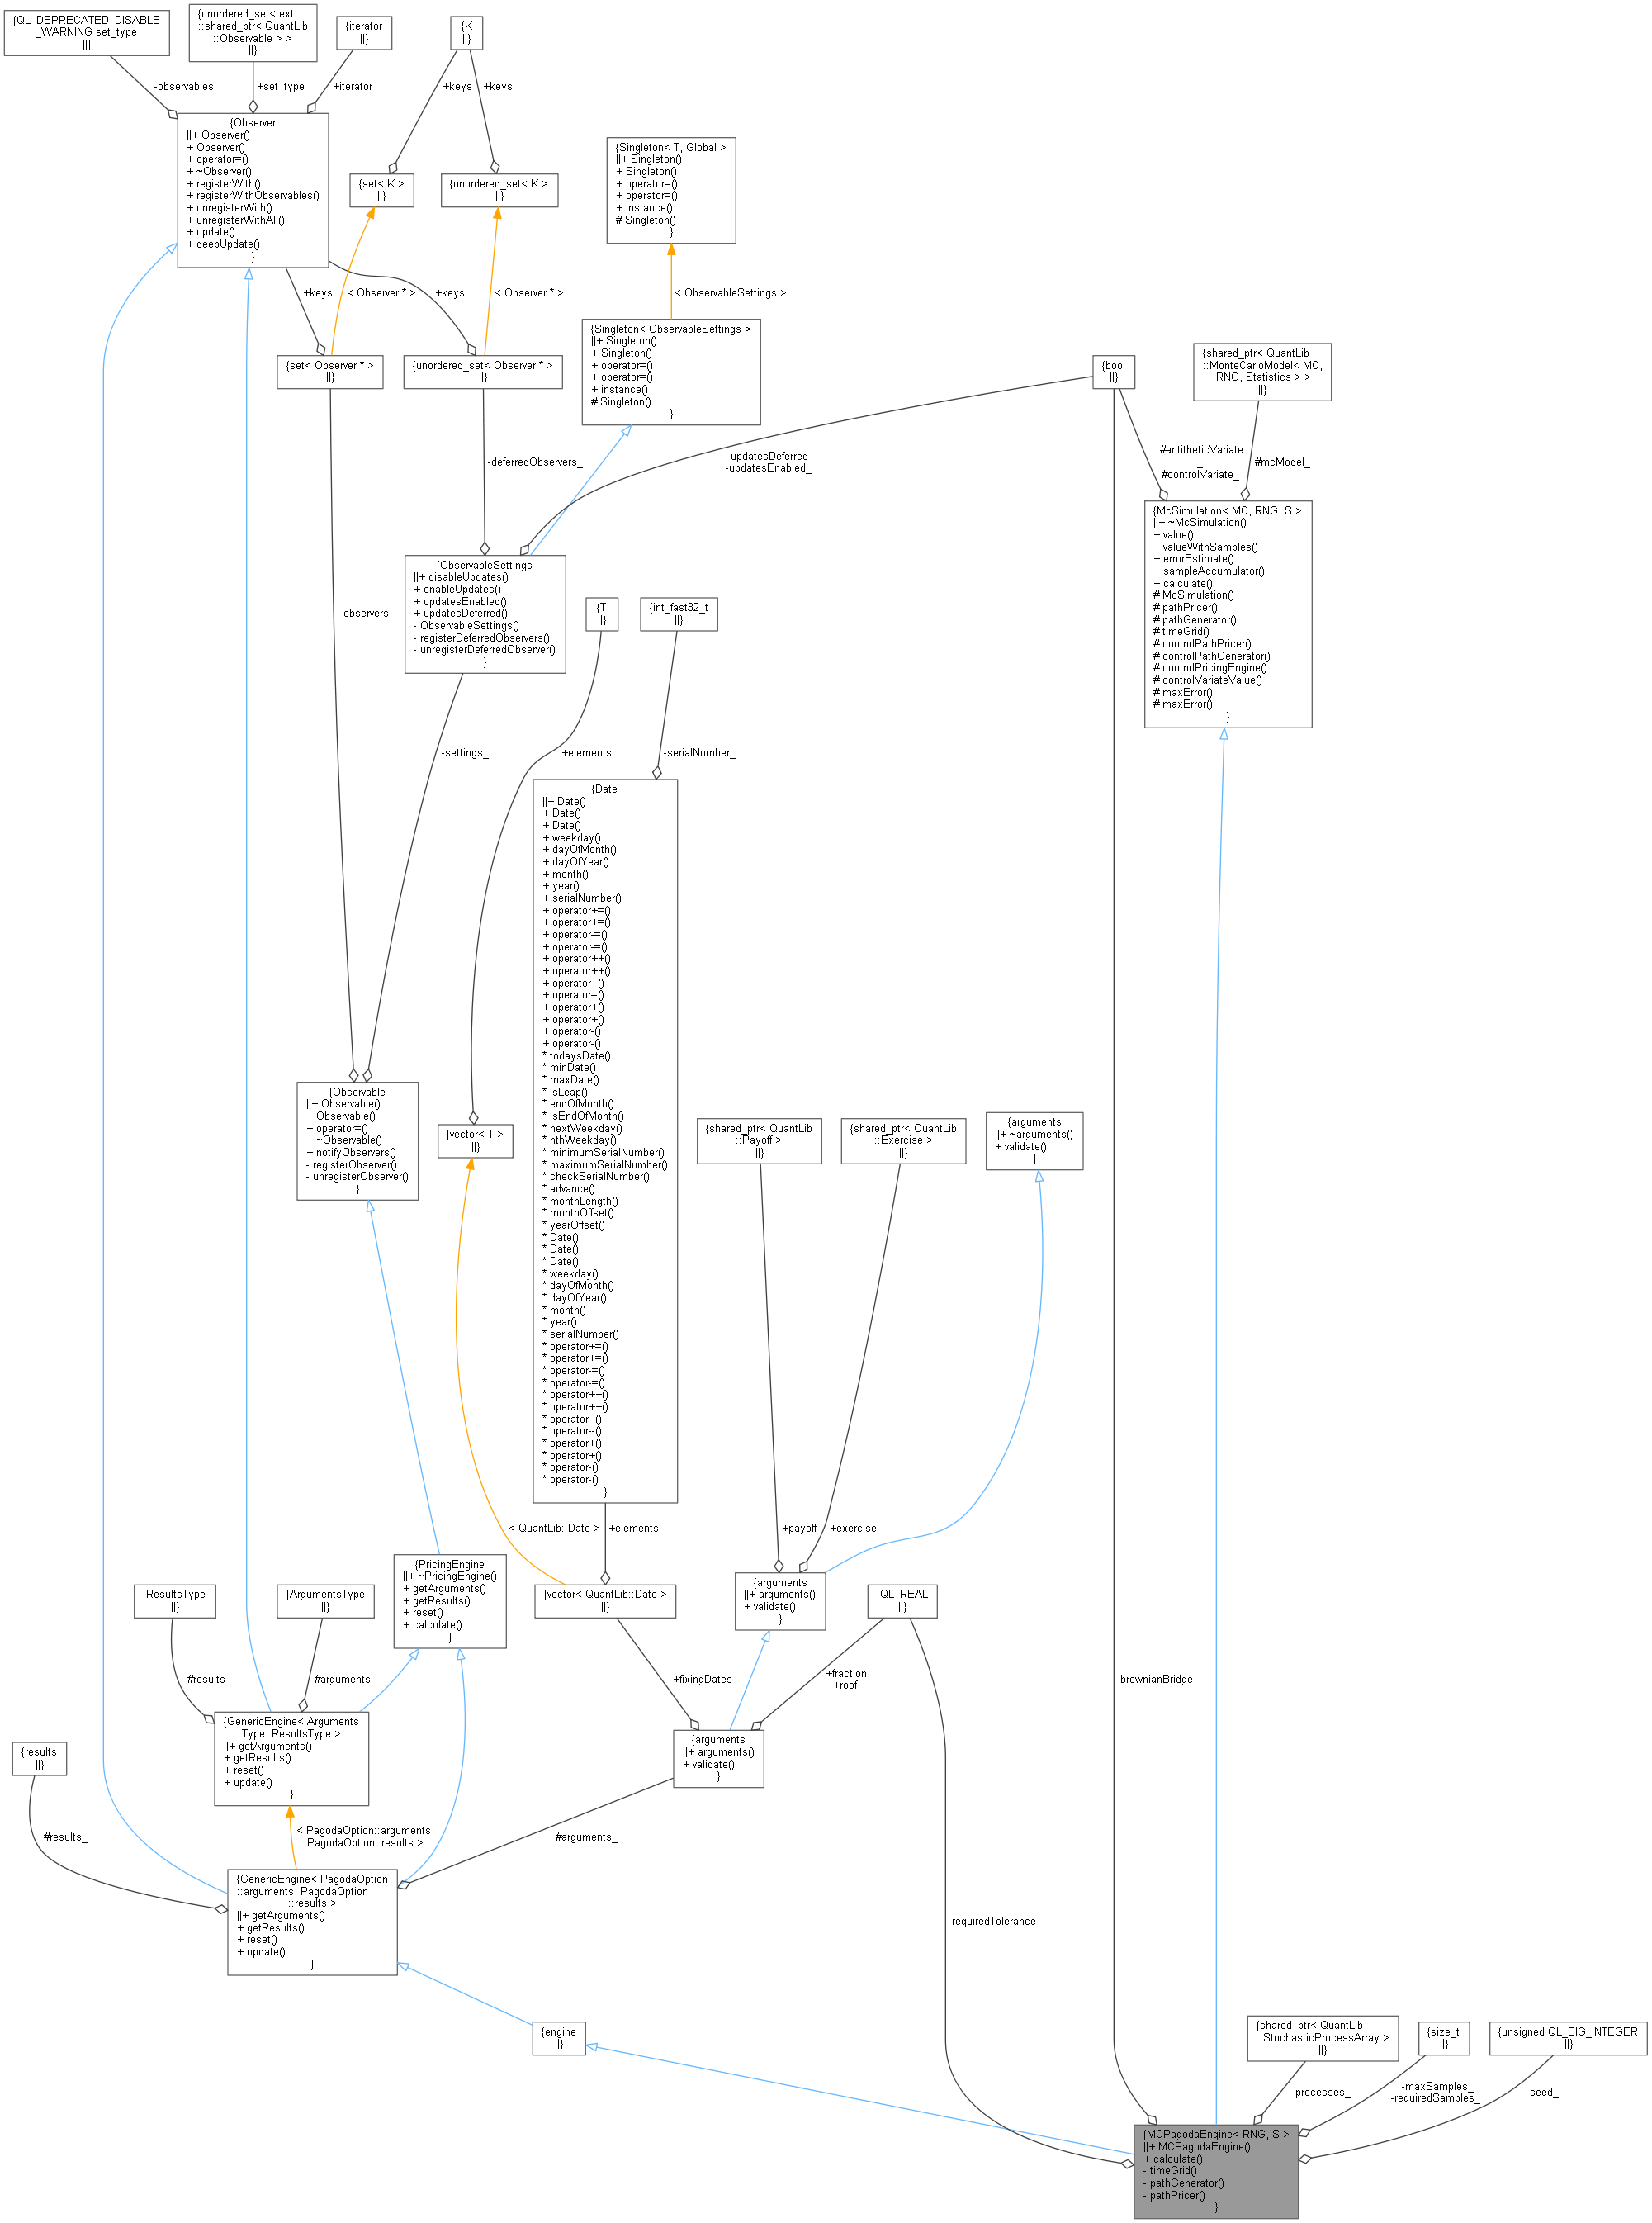 {QL_DEPRECATED_DISABLE
_WARNING set_type
||}
{unordered_set< ext
::shared_ptr< QuantLib
::Observable > >
||}
{iterator
||}
{K
||}
-observables_
+set_type
+iterator
+keys
+keys
{Observer
||+ Observer()
+ Observer()
+ operator=()
+ ~Observer()
+ registerWith()
+ registerWithObservables()
+ unregisterWith()
+ unregisterWithAll()
+ update()
+ deepUpdate()
}
{set< K >
||}
{unordered_set< K >
||}
{Singleton< T, Global >
||+ Singleton()
+ Singleton()
+ operator=()
+ operator=()
+ instance()
# Singleton()
}
+keys
< Observer * >
+keys
< Observer * >
< ObservableSettings >
{set< Observer * >
||}
{unordered_set< Observer * >
||}
{Singleton< ObservableSettings >
||+ Singleton()
+ Singleton()
+ operator=()
+ operator=()
+ instance()
# Singleton()
}
{bool
||}
{shared_ptr< QuantLib
::MonteCarloModel< MC,
RNG, Statistics > >
||}
-deferredObservers_
-updatesDeferred_
-updatesEnabled_
#antitheticVariate
_
#controlVariate_
#mcModel_
{McSimulation< MC, RNG, S >
||+ ~McSimulation()
+ value()
+ valueWithSamples()
+ errorEstimate()
+ sampleAccumulator()
+ calculate()
# McSimulation()
# pathPricer()
# pathGenerator()
# timeGrid()
# controlPathPricer()
# controlPathGenerator()
# controlPricingEngine()
# controlVariateValue()
# maxError()
# maxError()
}
{ObservableSettings
||+ disableUpdates()
+ enableUpdates()
+ updatesEnabled()
+ updatesDeferred()
- ObservableSettings()
- registerDeferredObservers()
- unregisterDeferredObserver()
}
-observers_
{T
||}
{int_fast32_t
||}
-settings_
+elements
-serialNumber_
{Date
||+ Date()
+ Date()
+ Date()
+ weekday()
+ dayOfMonth()
+ dayOfYear()
+ month()
+ year()
+ serialNumber()
+ operator+=()
+ operator+=()
+ operator-=()
+ operator-=()
+ operator++()
+ operator++()
+ operator--()
+ operator--()
+ operator+()
+ operator+()
+ operator-()
+ operator-()
* todaysDate()
* minDate()
* maxDate()
* isLeap()
* endOfMonth()
* isEndOfMonth()
* nextWeekday()
* nthWeekday()
* minimumSerialNumber()
* maximumSerialNumber()
* checkSerialNumber()
* advance()
* monthLength()
* monthOffset()
* yearOffset()
* Date()
* Date()
* Date()
* weekday()
* dayOfMonth()
* dayOfYear()
* month()
* year()
* serialNumber()
* operator+=()
* operator+=()
* operator-=()
* operator-=()
* operator++()
* operator++()
* operator--()
* operator--()
* operator+()
* operator+()
* operator-()
* operator-()
}
{Observable
||+ Observable()
+ Observable()
+ operator=()
+ ~Observable()
+ notifyObservers()
- registerObserver()
- unregisterObserver()
}
{vector< T >
||}
{shared_ptr< QuantLib
::Payoff >
||}
{shared_ptr< QuantLib
::Exercise >
||}
{arguments
||+ ~arguments()
+ validate()
}
< QuantLib::Date >
+elements
+payoff
+exercise
{ResultsType
||}
{ArgumentsType
||}
{PricingEngine
||+ ~PricingEngine()
+ getArguments()
+ getResults()
+ reset()
+ calculate()
}
{vector< QuantLib::Date >
||}
{arguments
||+ arguments()
+ validate()
}
{QL_REAL
||}
#results_
#arguments_
+fixingDates
+fraction
+roof
-brownianBridge_
{GenericEngine< Arguments
Type, ResultsType >
||+ getArguments()
+ getResults()
+ reset()
+ update()
}
{results
||}
{arguments
||+ arguments()
+ validate()
}
#results_
< PagodaOption::arguments,
PagodaOption::results >
#arguments_
{GenericEngine< PagodaOption
::arguments, PagodaOption
::results >
||+ getArguments()
+ getResults()
+ reset()
+ update()
}
-requiredTolerance_
{engine
||}
{shared_ptr< QuantLib
::StochasticProcessArray >
||}
{size_t
||}
{unsigned QL_BIG_INTEGER
||}
-processes_
-maxSamples_
-requiredSamples_
-seed_
{MCPagodaEngine< RNG, S >
||+ MCPagodaEngine()
+ calculate()
- timeGrid()
- pathGenerator()
- pathPricer()
}